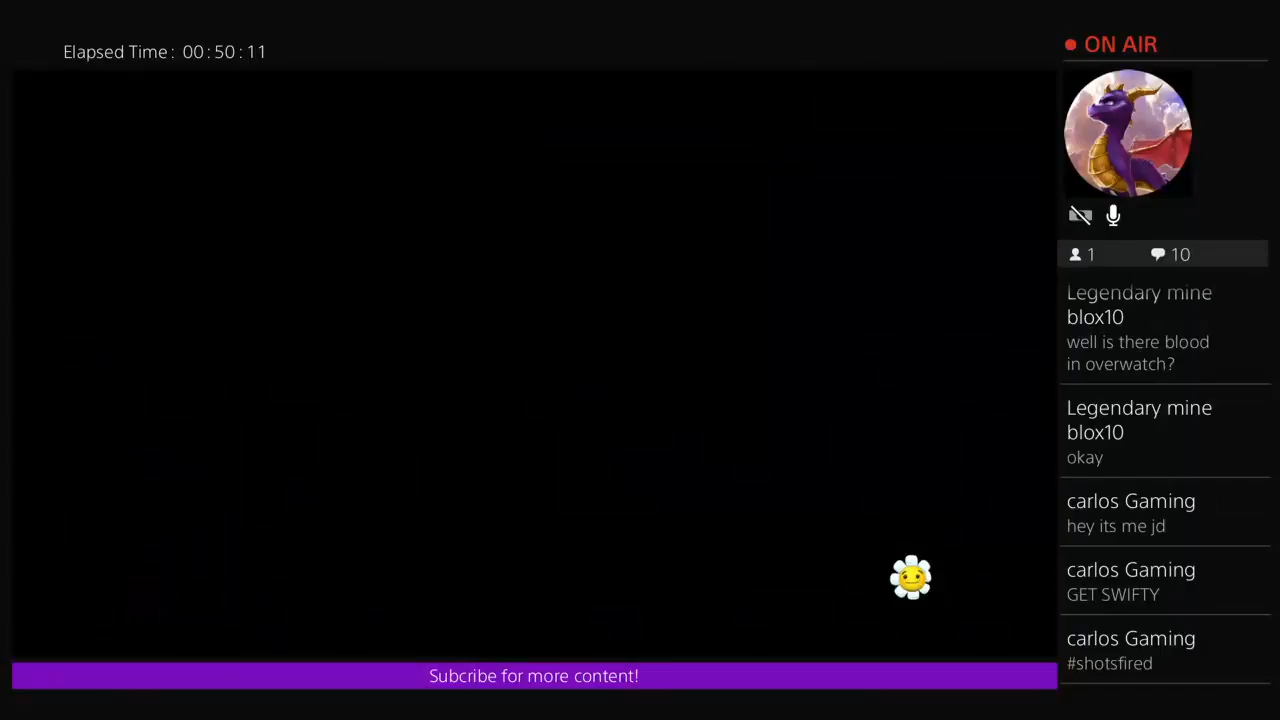 Elapsed Time: 00:50:11
ON AIR
1 10
Legendary mine
blox10
well is there blood
in overwatch?
Legendary mine
blox10
okay
carlos Gaming
hey its me jd
carlos Gaming
GET SWIFTY
carlos Gaming
#shotsfired
Subcribe for more content!